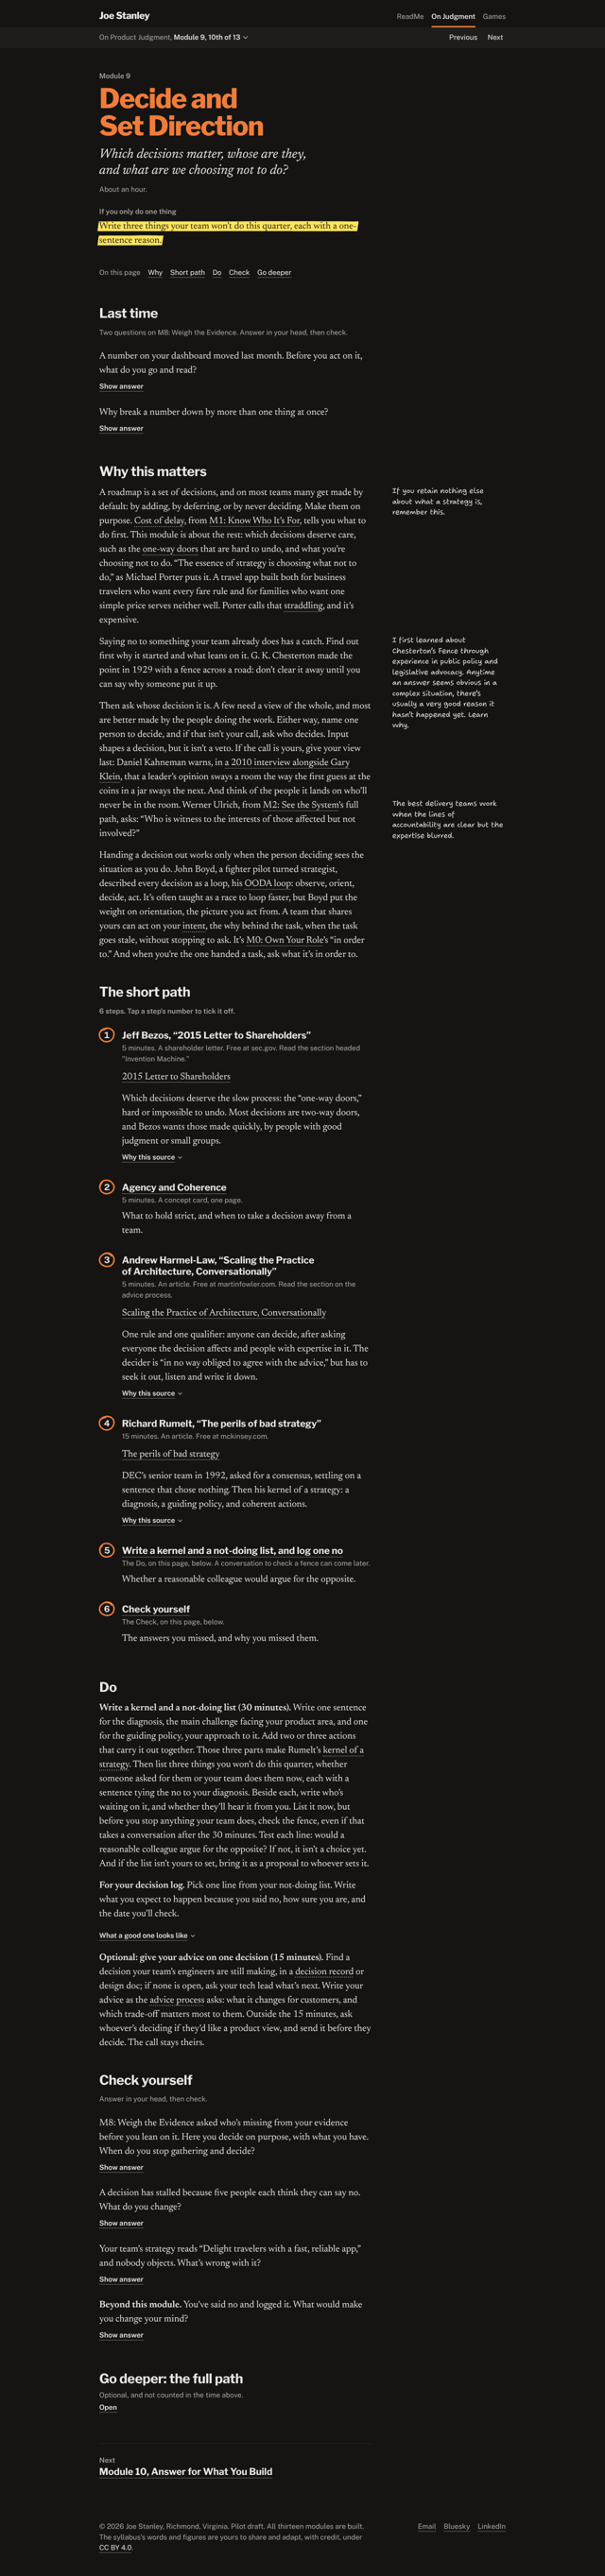 Joe Stanley
ReadMe On Judgment Games
On Product Judgment, Module 9, 10th of 13
Previous Next
Module 9
Decide and
Set Direction
Which decisions matter, whose are they,
and what are we choosing not to do?
About an hour.
If you only do one thing
Write three things your team won't do this quarter, each with a one-
sentence reason.
On this page Why Short path Do Check Go deeper
Last time
Two questions on M8: Weigh the Evidence. Answer in your head, then check.
A number on your dashboard moved last month. Before you act on it,
what do you go and read?
Show answer
Why break a number down by more than one thing at once?
Show answer
Why this matters
A roadmap is a set of decisions, and on most teams many get made by
default: by adding, by deferring, or by never deciding. Make them on
purpose. Cost of delay, from M1: Know Who It's For, tells you what to
do first. This module is about the rest: which decisions deserve care,
such as the one-way doors that are hard to undo, and what you're
choosing not to do. “The essence of strategy is choosing what not to
do,” as Michael Porter puts it. A travel app built both for business
travelers who want every fare rule and for families who want one
simple price serves neither well. Porter calls that straddling, and it's
expensive.
If you retain nothing else
about what a strategy is,
remember this.
Saying no to something your team already does has a catch. Find out
first why it started and what leans on it. G. K. Chesterton made the
point in 1929 with a fence across a road: don't clear it away until you
can say why someone put it up.
I first learned about
Chesterton's Fence through
experience in public policy and
legislative advocacy. Anytime
an answer seems obvious in a
complex situation, there's
usually a very good reason it
hasn't happened yet. Learn
why.
Then ask whose decision it is. A few need a view of the whole, and most
are better made by the people doing the work. Either way, name one
person to decide, and if that isn't your call, ask who decides. Input
shapes a decision, but it isn't a veto. If the call is yours, give your view
last: Daniel Kahneman warns, in a 2010 interview alongside Gary
Klein, that a leader's opinion sways a room the way the first guess at the
coins in a jar sways the next. And think of the people it lands on who'll
never be in the room. Werner Ulrich, from M2: See the System's full
path, asks: “Who is witness to the interests of those affected but not
involved?”
The best delivery teams work
when the lines of
accountability are clear but the
expertise blurred.
Handing a decision out works only when the person deciding sees the
situation as you do. John Boyd, a fighter pilot turned strategist,
described every decision as a loop, his OODA loop: observe, orient,
decide, act. It's often taught as a race to loop faster, but Boyd put the
weight on orientation, the picture you act from. A team that shares
yours can act on your intent, the why behind the task, when the task
goes stale, without stopping to ask. It's M0: Own Your Role's “in order
to.” And when you're the one handed a task, ask what it's in order to.
The short path
6 steps. Tap a step's number to tick it off.
1 Jeff Bezos, “2015 Letter to Shareholders”
5 minutes. A shareholder letter. Free at sec.gov. Read the section headed
"Invention Machine."
2015 Letter to Shareholders
Which decisions deserve the slow process: the “one-way doors,”
hard or impossible to undo. Most decisions are two-way doors,
and Bezos wants those made quickly, by people with good
judgment or small groups.
Why this source
2 Agency and Coherence
5 minutes. A concept card, one page.
What to hold strict, and when to take a decision away from a
team.
3 Andrew Harmel-Law, “Scaling the Practice
of Architecture, Conversationally”
5 minutes. An article. Free at martinfowler.com. Read the section on the
advice process.
Scaling the Practice of Architecture, Conversationally
One rule and one qualifier: anyone can decide, after asking
everyone the decision affects and people with expertise in it. The
decider is “in no way obliged to agree with the advice,” but has to
seek it out, listen and write it down.
Why this source
4 Richard Rumelt, “The perils of bad strategy”
15 minutes. An article. Free at mckinsey.com.
The perils of bad strategy
DEC's senior team in 1992, asked for a consensus, settling on a
sentence that chose nothing. Then his kernel of a strategy: a
diagnosis, a guiding policy, and coherent actions.
Why this source
5 Write a kernel and a not-doing list, and log one no
The Do, on this page, below. A conversation to check a fence can come later.
Whether a reasonable colleague would argue for the opposite.
6 Check yourself
The Check, on this page, below.
The answers you missed, and why you missed them.
Do
Write a kernel and a not-doing list (30 minutes). Write one sentence
for the diagnosis, the main challenge facing your product area, and one
for the guiding policy, your approach to it. Add two or three actions
that carry it out together. Those three parts make Rumelt's kernel of a
strategy. Then list three things you won't do this quarter, whether
someone asked for them or your team does them now, each with a
sentence tying the no to your diagnosis. Beside each, write who's
waiting on it, and whether they'll hear it from you. List it now, but
before you stop anything your team does, check the fence, even if that
takes a conversation after the 30 minutes. Test each line: would a
reasonable colleague argue for the opposite? If not, it isn't a choice yet.
And if the list isn't yours to set, bring it as a proposal to whoever sets it.
For your decision log. Pick one line from your not-doing list. Write
what you expect to happen because you said no, how sure you are, and
the date you'll check.
What a good one looks like
Optional: give your advice on one decision (15 minutes). Find a
decision your team's engineers are still making, in a decision record or
design doc; if none is open, ask your tech lead what's next. Write your
advice as the advice process asks: what it changes for customers, and
which trade-off matters most to them. Outside the 15 minutes, ask
whoever's deciding if they'd like a product view, and send it before they
decide. The call stays theirs.
Check yourself
Answer in your head, then check.
M8: Weigh the Evidence asked who's missing from your evidence
before you lean on it. Here you decide on purpose, with what you have.
When do you stop gathering and decide?
Show answer
A decision has stalled because five people each think they can say no.
What do you change?
Show answer
Your team's strategy reads “Delight travelers with a fast, reliable app,”
and nobody objects. What's wrong with it?
Show answer
Beyond this module. You've said no and logged it. What would make
you change your mind?
Show answer
Go deeper: the full path
Optional, and not counted in the time above.
Open
Next
Module 10, Answer for What You Build
© 2026 Joe Stanley, Richmond, Virginia. Pilot draft. All thirteen modules are built.
The syllabus's words and figures are yours to share and adapt, with credit, under
CC BY 4.0.
Email Bluesky LinkedIn